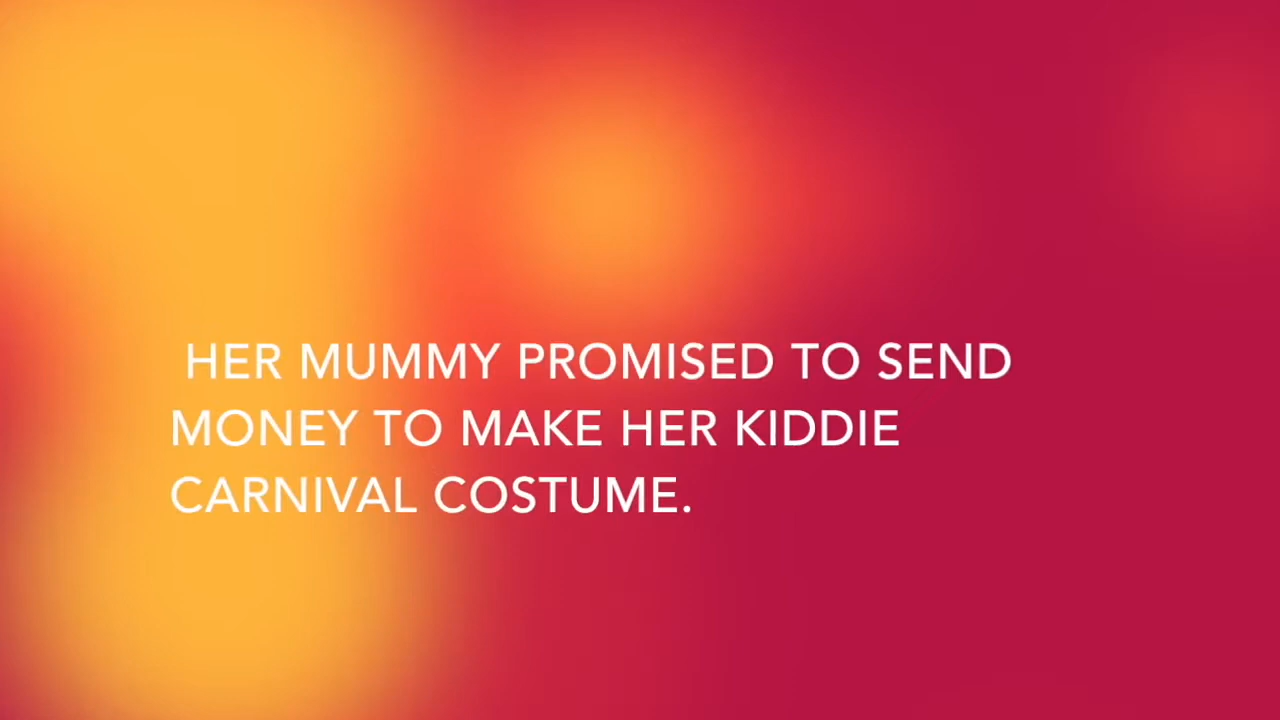 HER MUMMY PROMISED TO SEND
MONEY TO MAKE HER KIDDIE
CARNIVAL COSTUME.